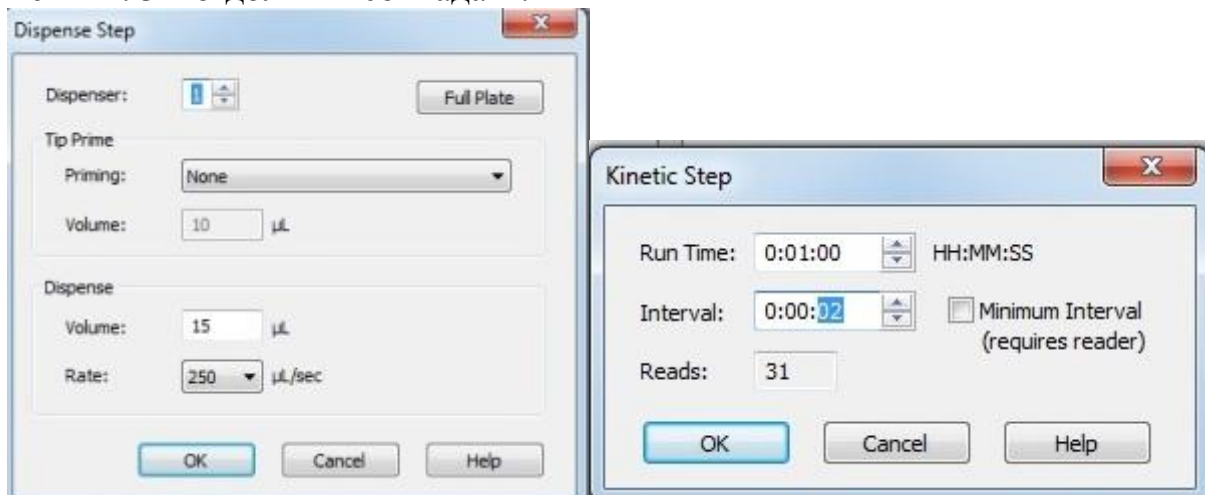 Dispense Step
Dispenser: 1 Full Plate
Tip Prime
Priming: None
Volume: 10 µL
Dispense
Volume: 15 µL
Rate: 250 µL/sec
OK Cancel Help
Kinetic Step
Run Time: 0:01:00 HH:MM:SS
Interval: 0:00:02 Minimum Interval
(requires reader)
Reads: 31
OK Cancel Help